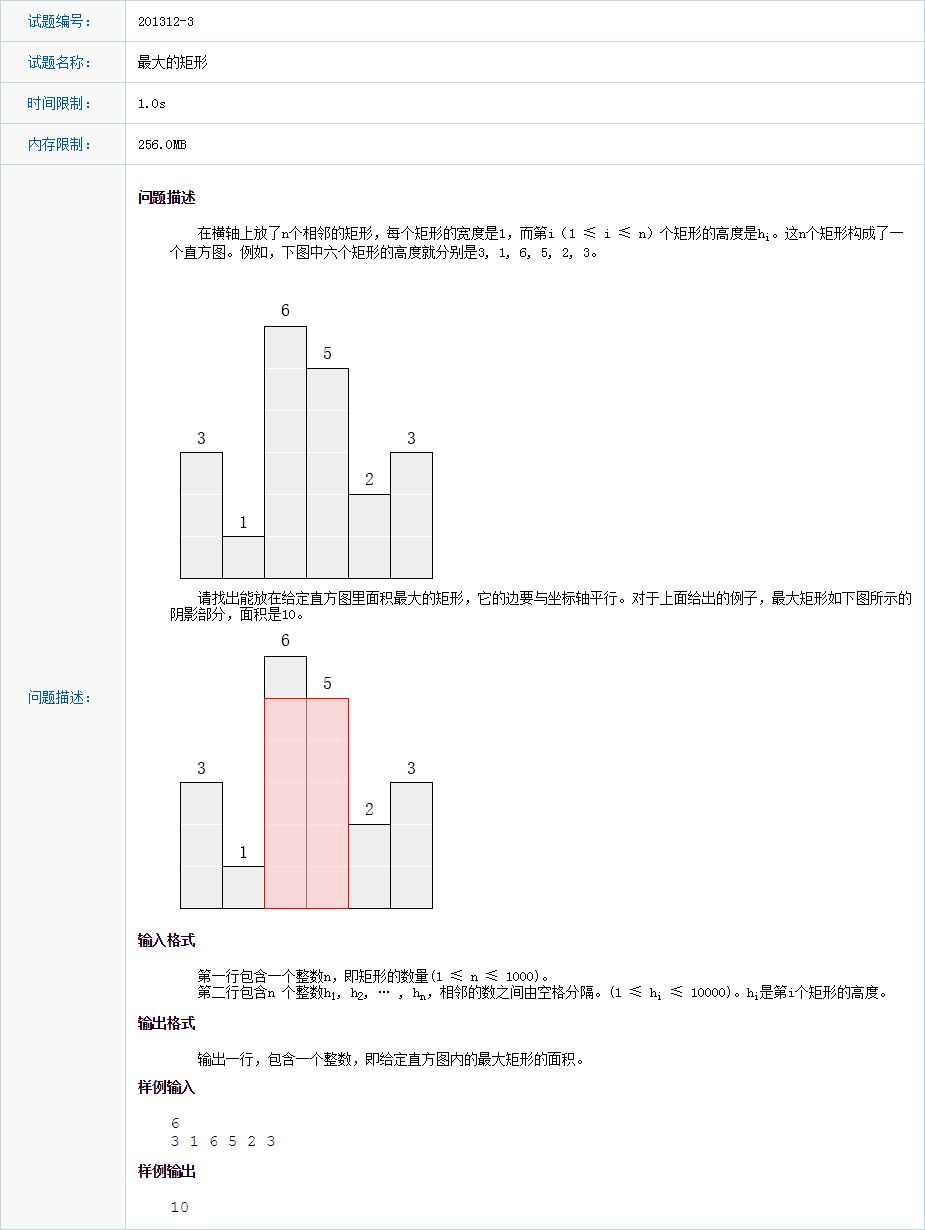 试题编号： 201312-3
试题名称： 最大的矩形
时间限制： 1.0s
内存限制： 256.0MB
问题描述：
问题描述
在横轴上放了n个相邻的矩形，每个矩形的宽度是1，而第i（1 ≤ i ≤ n）个矩形的高度是hi。这n个矩形构成了一
个直方图。例如，下图中六个矩形的高度就分别是3, 1, 6, 5, 2, 3。
6
5
3
3
2
1
请找出能放在给定直方图里面积最大的矩形，它的边要与坐标轴平行。对于上面给出的例子，最大矩形如下图所示的
阴影部分，面积是10。
6
5
3
3
2
1
输入格式
第一行包含一个整数n，即矩形的数量(1 ≤ n ≤ 1000)。
第二行包含n 个整数h1, h2, … , hn，相邻的数之间由空格分隔。(1 ≤ hi ≤ 10000)。hi是第i个矩形的高度。
输出格式
输出一行，包含一个整数，即给定直方图内的最大矩形的面积。
样例输入
6
3 1 6 5 2 3
样例输出
10